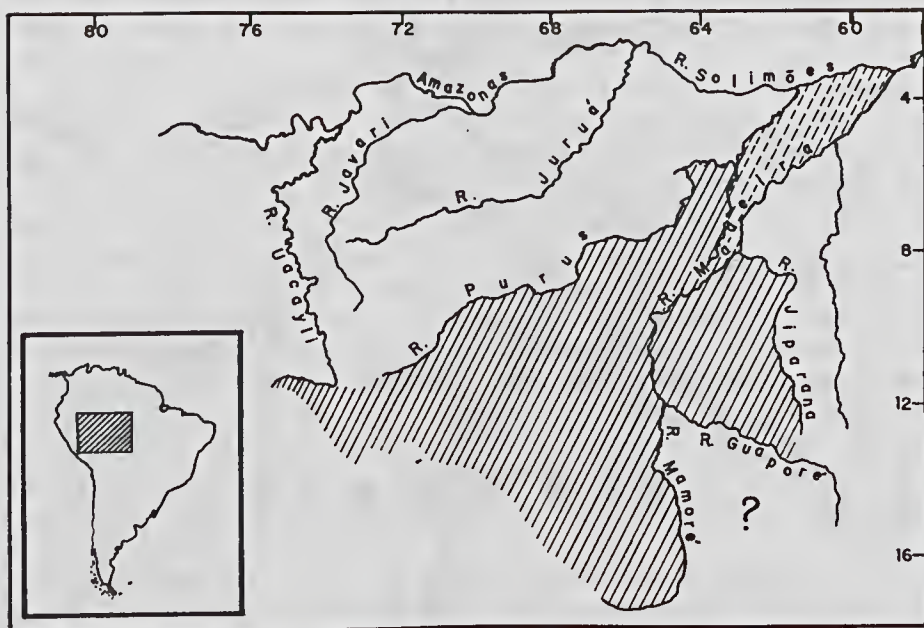 80 76 72 68 64 60
R. Solimões
Amazonas
4
R. Javari
R. Juruá
R. Madeira
R. Uacayli
R. Purus
8
R. Jiparana
R.
12
R. Guaporé
R. Mamoré
?
16